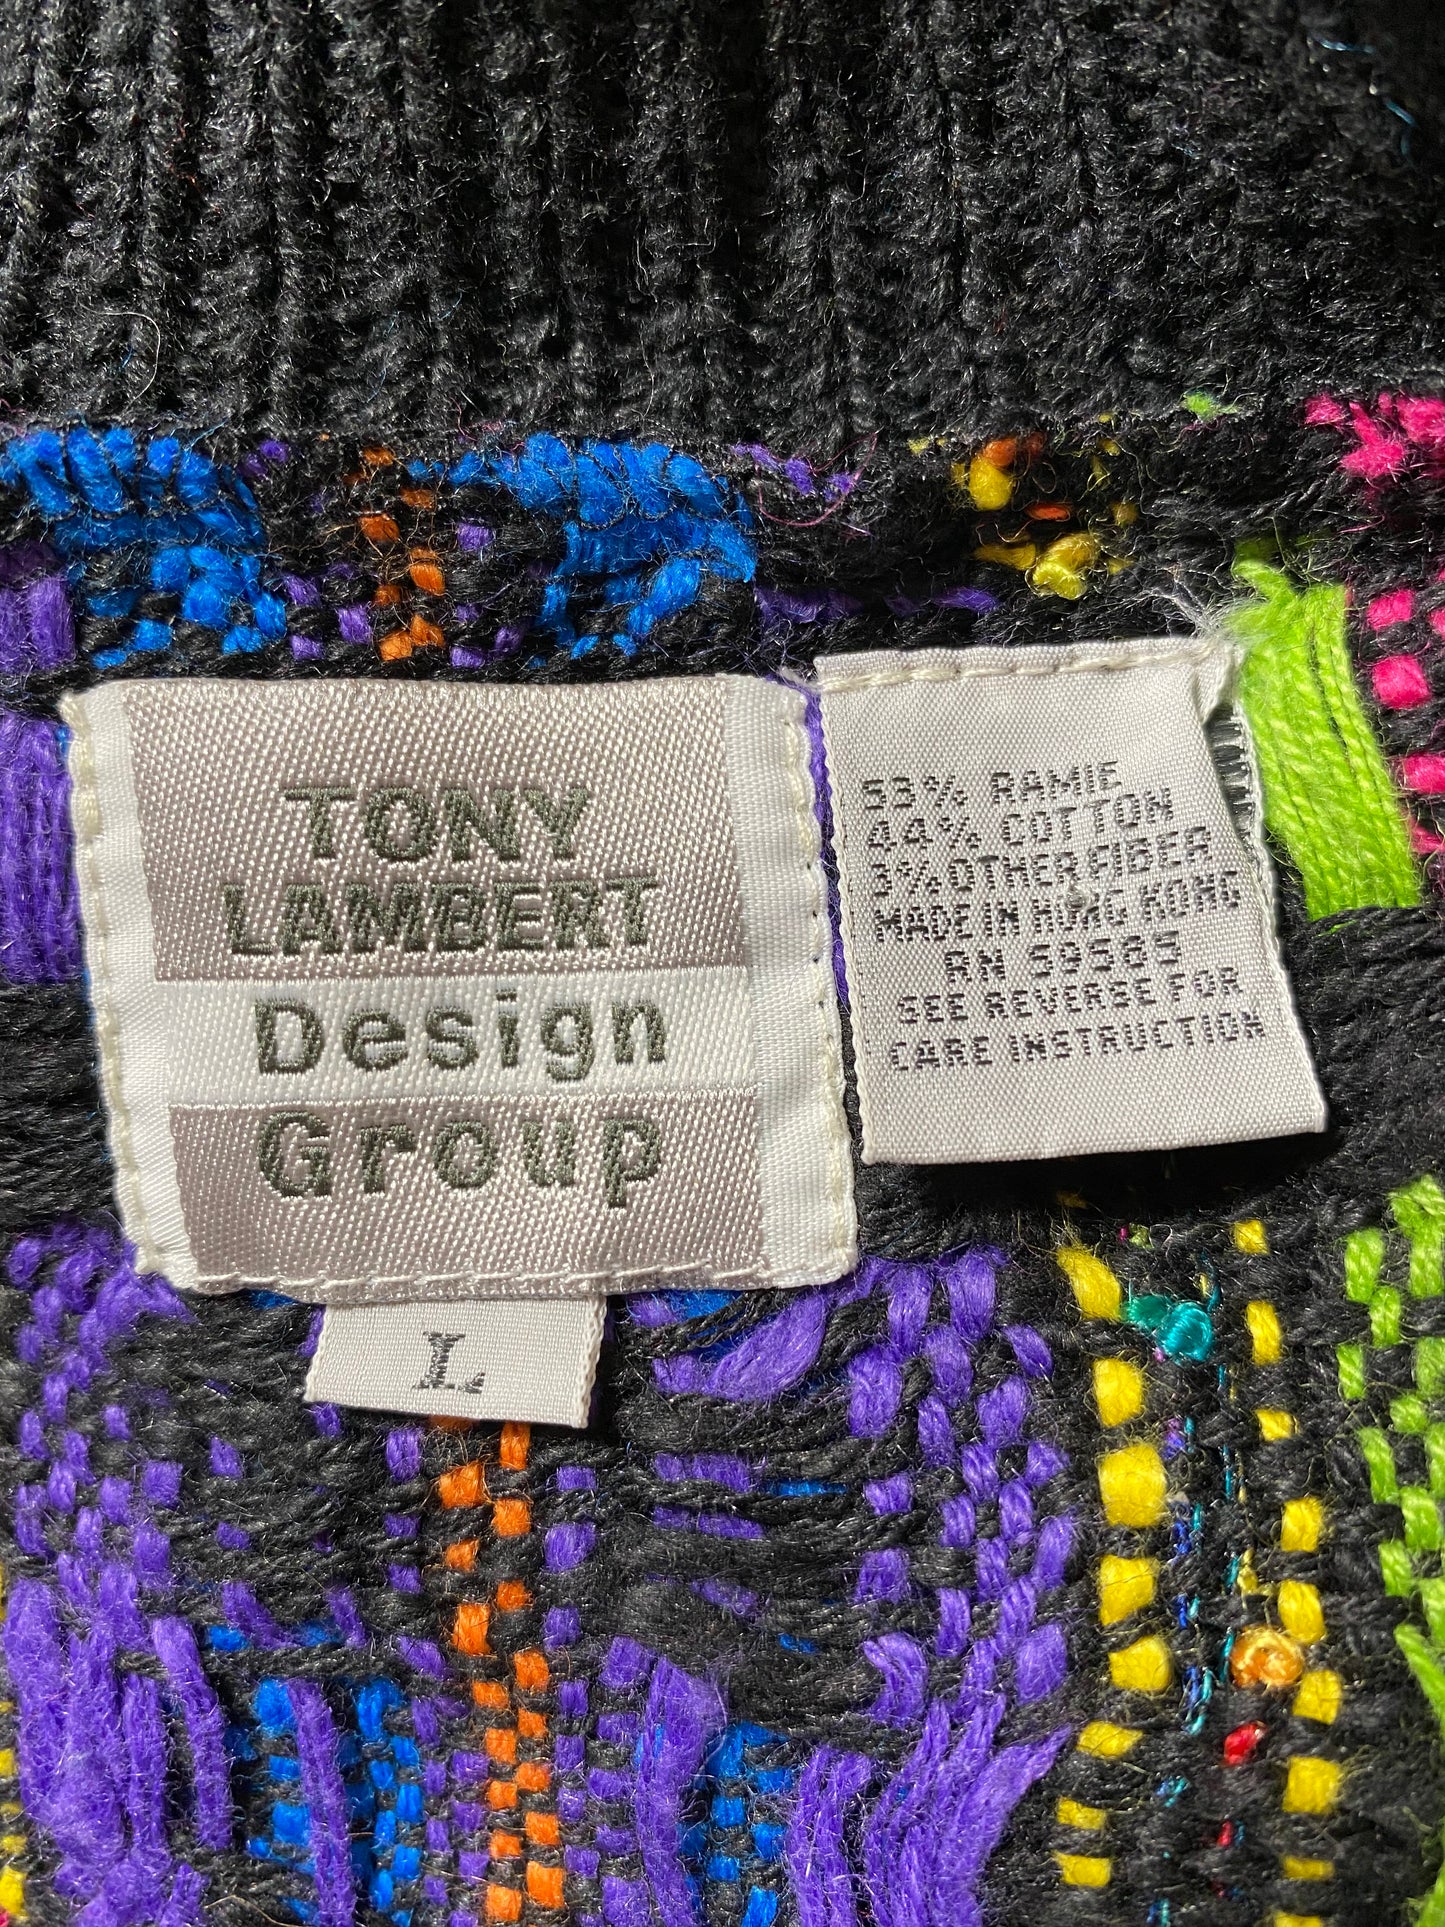 TONY
LAMBERT
Design
Group
L
53% RAMIE
44% COTTON
3% OTHER FIBER
MADE IN HONG KONG
RN 59585
SEE REVERSE FOR
CARE INSTRUCTION